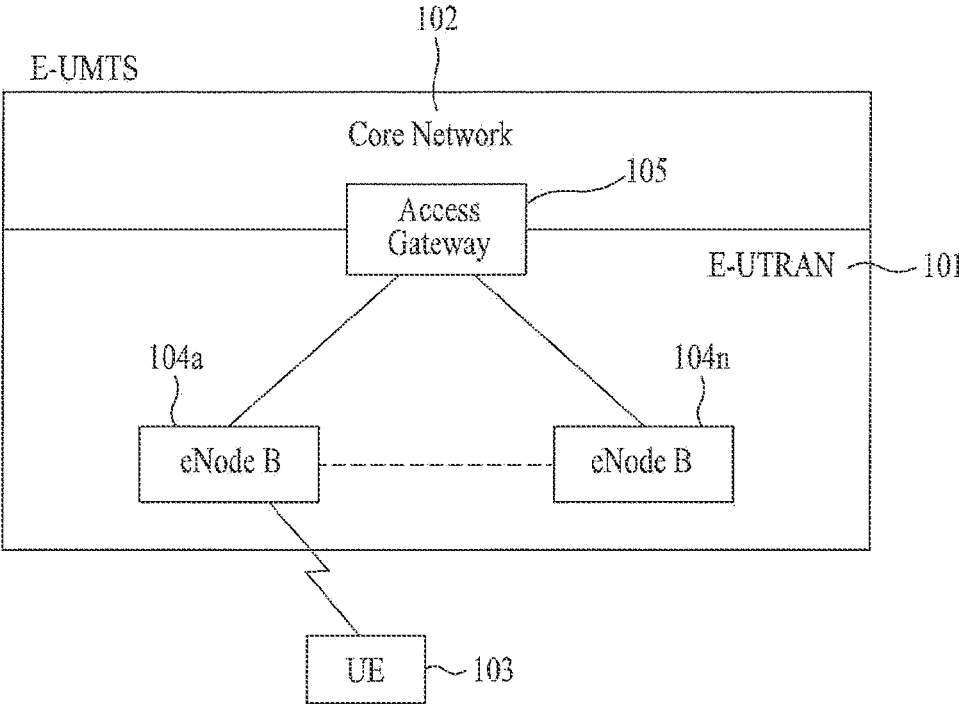 102
E-UMTS
Core Network
105
Access
Gateway
E-UTRAN
101
104a
104n
eNode B
eNode B
UE
103